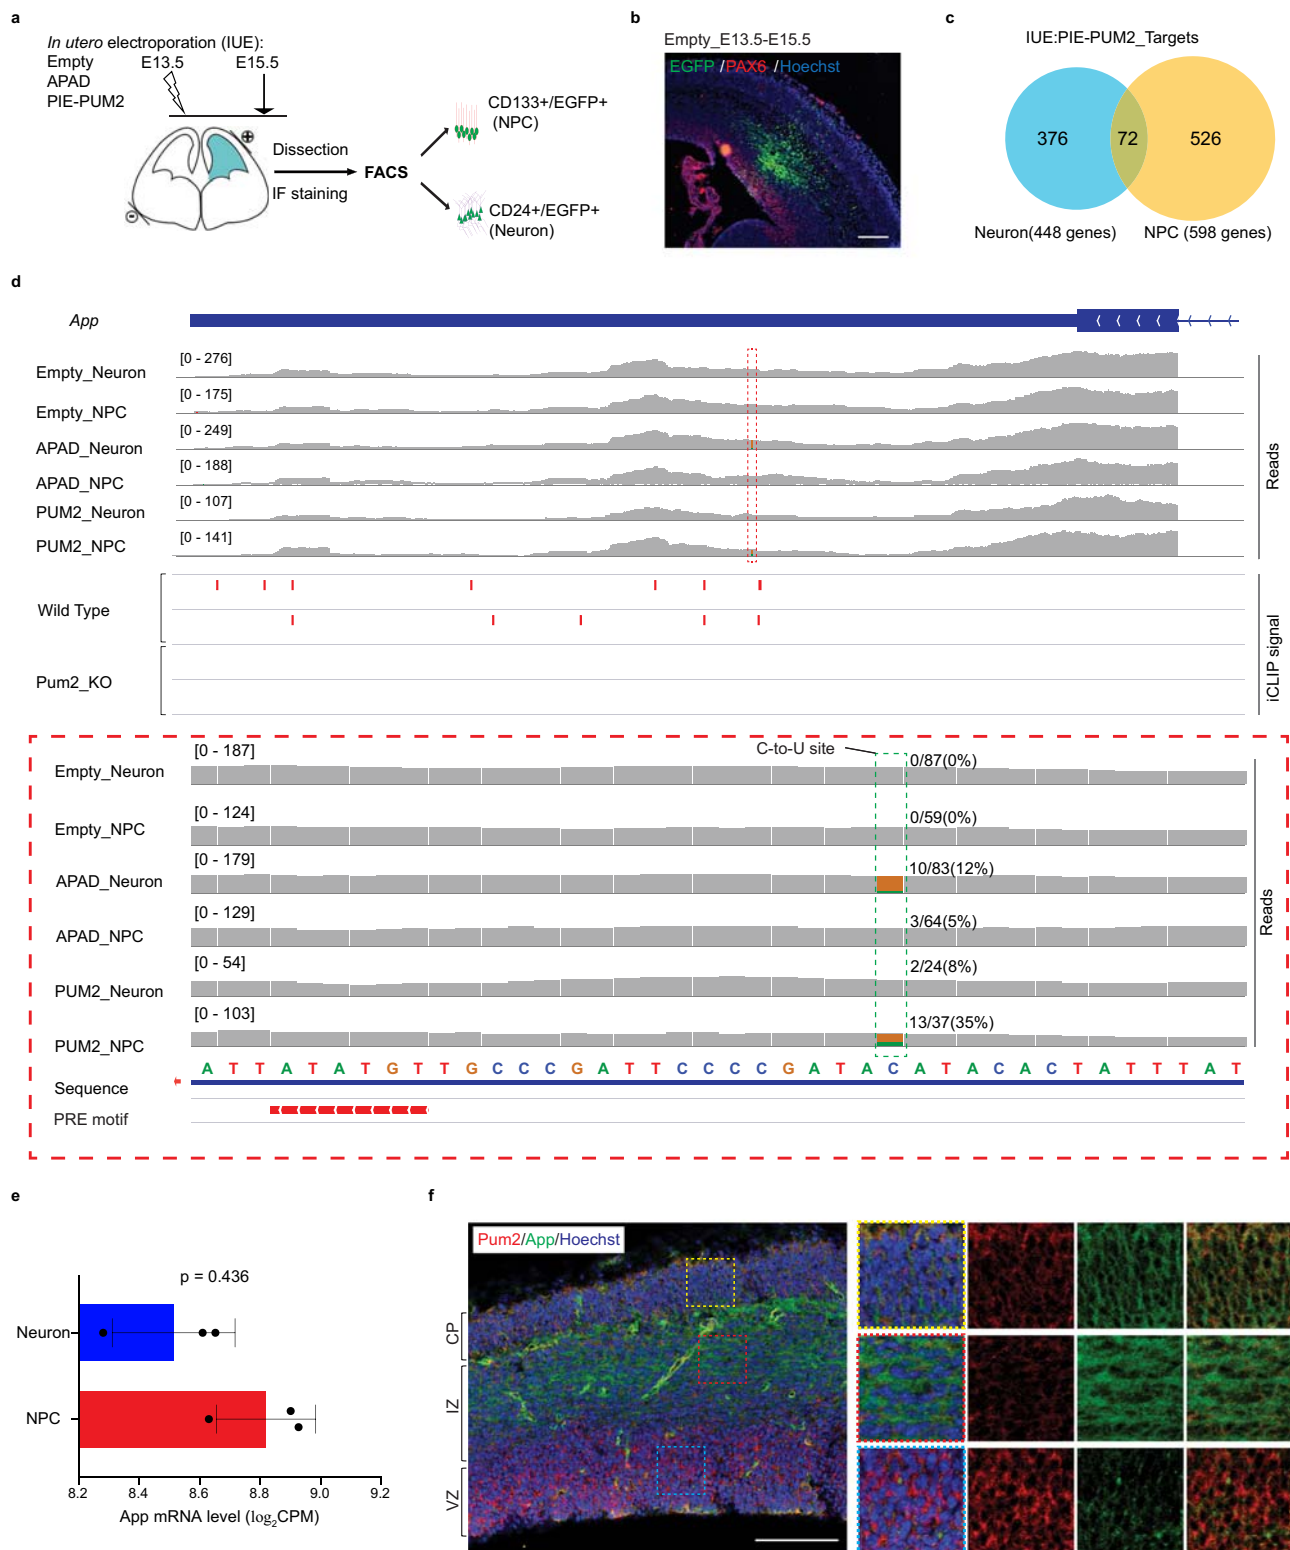 a
In utero electroporation (IUE):
Empty E13.5 E15.5
APAD
PIE-PUM2
Dissection
IF staining
FACS
CD133+/EGFP+
(NPC)
CD24+/EGFP+
(Neuron)
b
Empty_E13.5-E15.5
EGFP /PAX6 /Hoechst
c
IUE:PIE-PUM2_Targets
376 72 526
Neuron(448 genes) NPC (598 genes)
d
App
Empty_Neuron [0 - 276]
Empty_NPC [0 - 175]
APAD_Neuron [0 - 249]
APAD_NPC [0 - 188]
PUM2_Neuron [0 - 107]
PUM2_NPC [0 - 141]
Reads
Wild Type
Pum2_KO
iCLIP signal
C-to-U site
Empty_Neuron [0 - 187] 0/87(0%)
Empty_NPC [0 - 124] 0/59(0%)
APAD_Neuron [0 - 179] 10/83(12%)
APAD_NPC [0 - 129] 3/64(5%)
PUM2_Neuron [0 - 54] 2/24(8%)
PUM2_NPC [0 - 103] 13/37(35%)
Reads
A T T A T A T G T T G C C C G A T T C C C C G A T A C A T A C A C T A T T T A T
Sequence
PRE motif
e
p = 0.436
Neuron
NPC
8.2 8.4 8.6 8.8 9.0 9.2
App mRNA level (log2CPM)
f
Pum2/App/Hoechst
CP
IZ
VZ